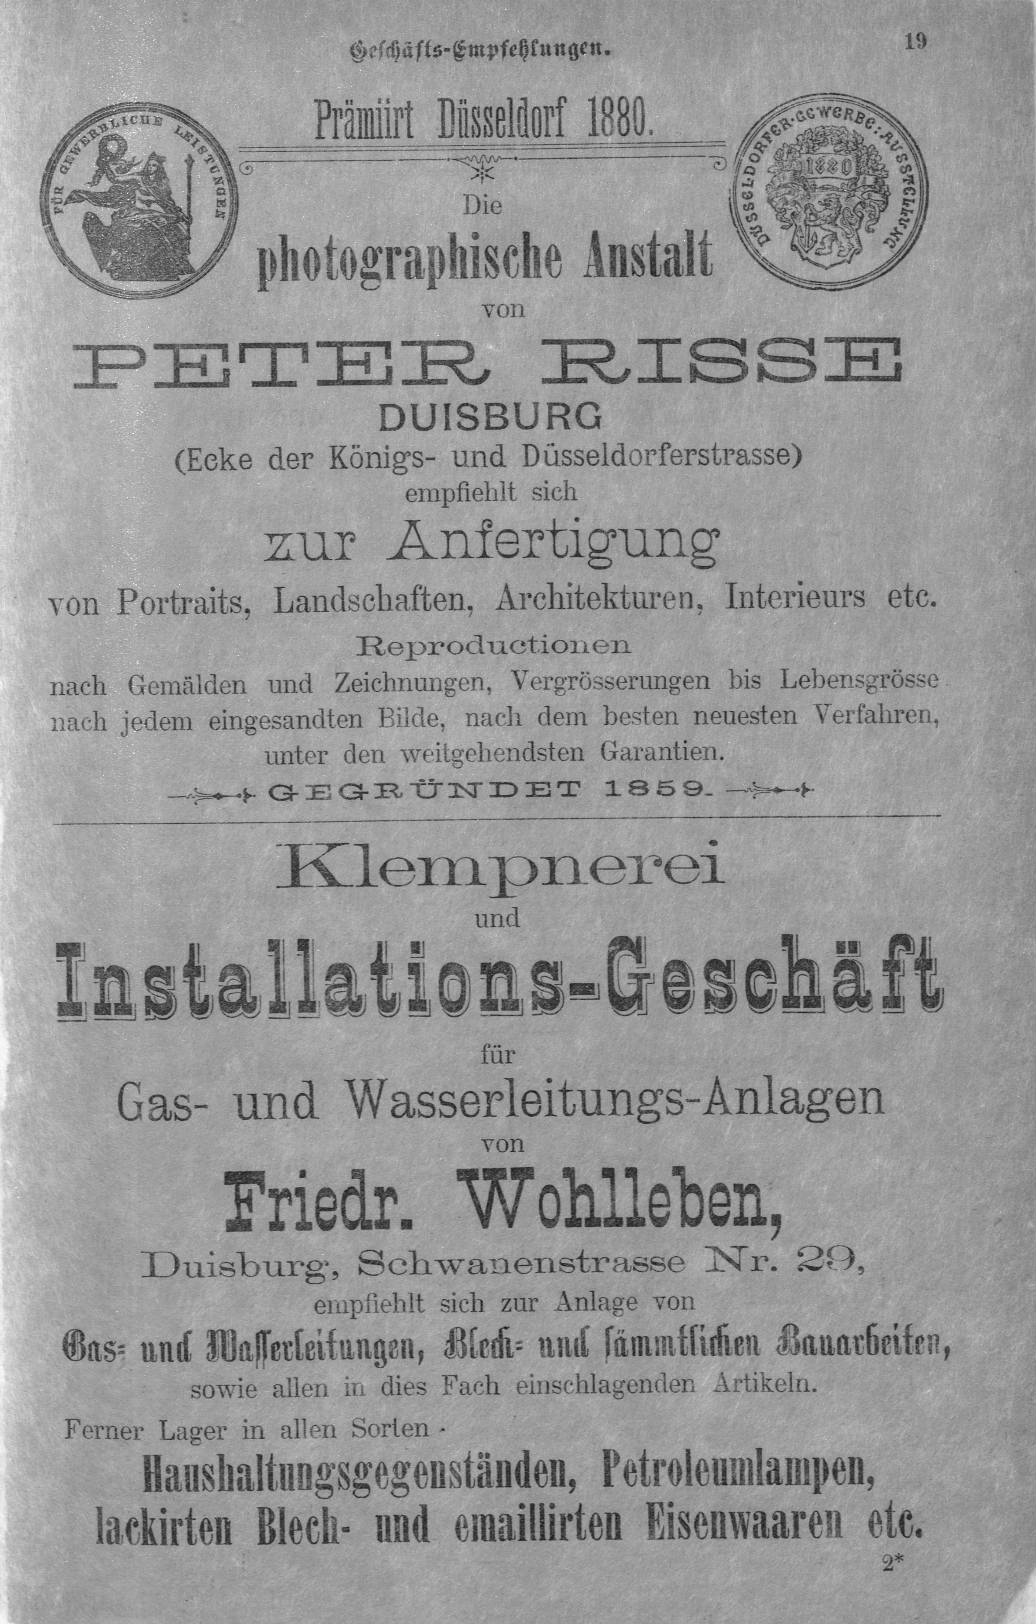 Geschäfts-Empfehlungen.
19
Prämiirt Düsseldorf 1880.
FÜR GEWERBLICHE LEISTUNGEN
DÜSSELDORFER-GEWERBE-AUSSTELLUNG
1880
Die
photographische Anstalt
von
PETER RISSE
DUISBURG
(Ecke der Königs- und Düsseldorferstrasse)
empfiehlt sich
zur Anfertigung
von Portraits, Landschaften, Architekturen, Interieurs etc.
Reproductionen
nach Gemälden und Zeichnungen, Vergrösserungen bis Lebensgrösse
nach jedem eingesandten Bilde, nach dem besten neuesten Verfahren,
unter den weitgehendsten Garantien.
GEGRÜNDET 1859.
Klempnerei
und
Installations-Geschäft
für
Gas- und Wasserleitungs-Anlagen
von
Friedr. Wohlleben,
Duisburg, Schwanenstrasse Nr. 29,
empfiehlt sich zur Anlage von
Gas- und Wasserleitungen, Blech- und sämmtlichen Bauarbeiten,
sowie allen in dies Fach einschlagenden Artikeln.
Ferner Lager in allen Sorten
Haushaltungsgegenständen, Petroleumlampen,
lackirten Blech- und emaillirten Eisenwaaren etc.
2*